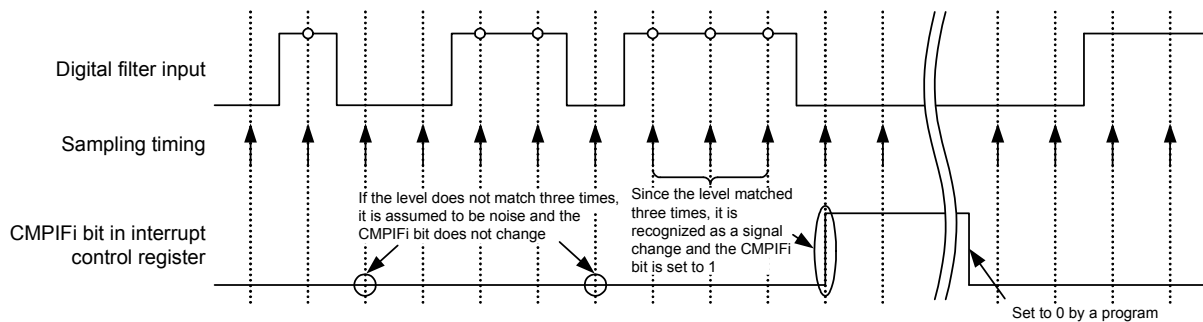 Digital filter input
Sampling timing
If the level does not match three times,
it is assumed to be noise and the
CMPIFi bit does not change
Since the level matched
three times, it is
recognized as a signal
change and the CMPIFi
bit is set to 1
CMPIFi bit in interrupt
control register
Set to 0 by a program